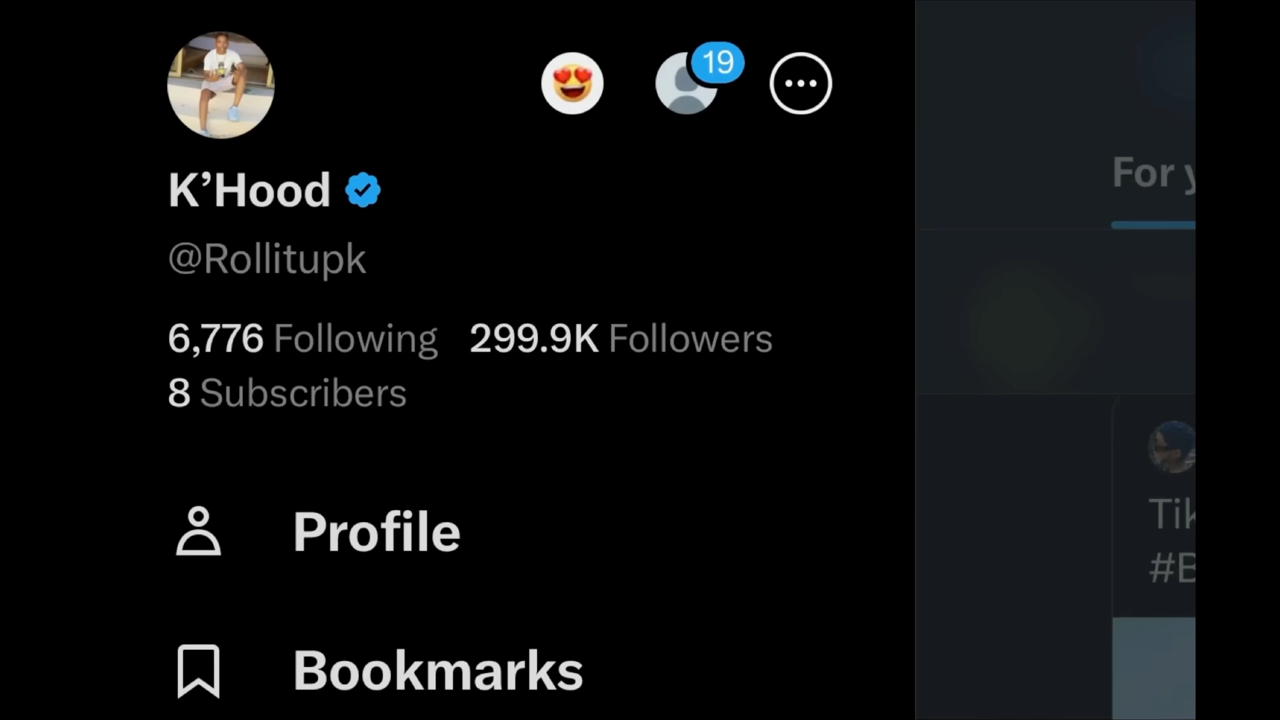 19
K’Hood
For y
@Rollitupk
6,776 Following 299.9K Followers
8 Subscribers
Tik
#B
Profile
Bookmarks